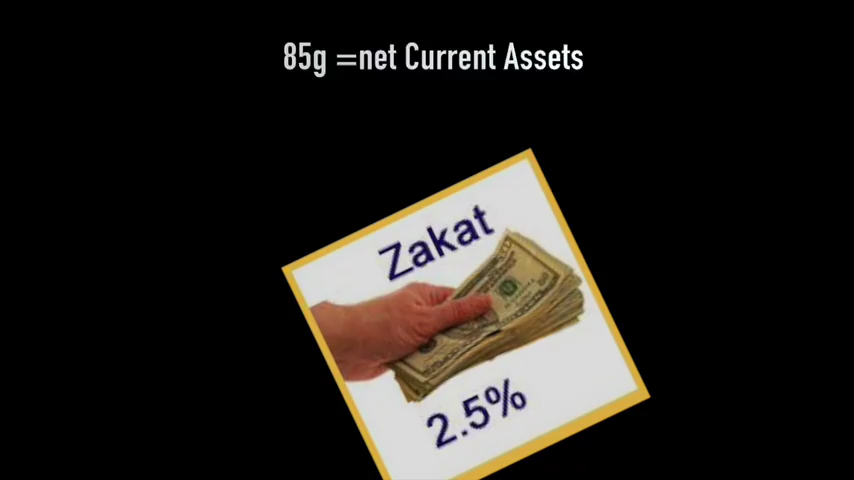 85g =net Current Assets
Zakat
2.5%